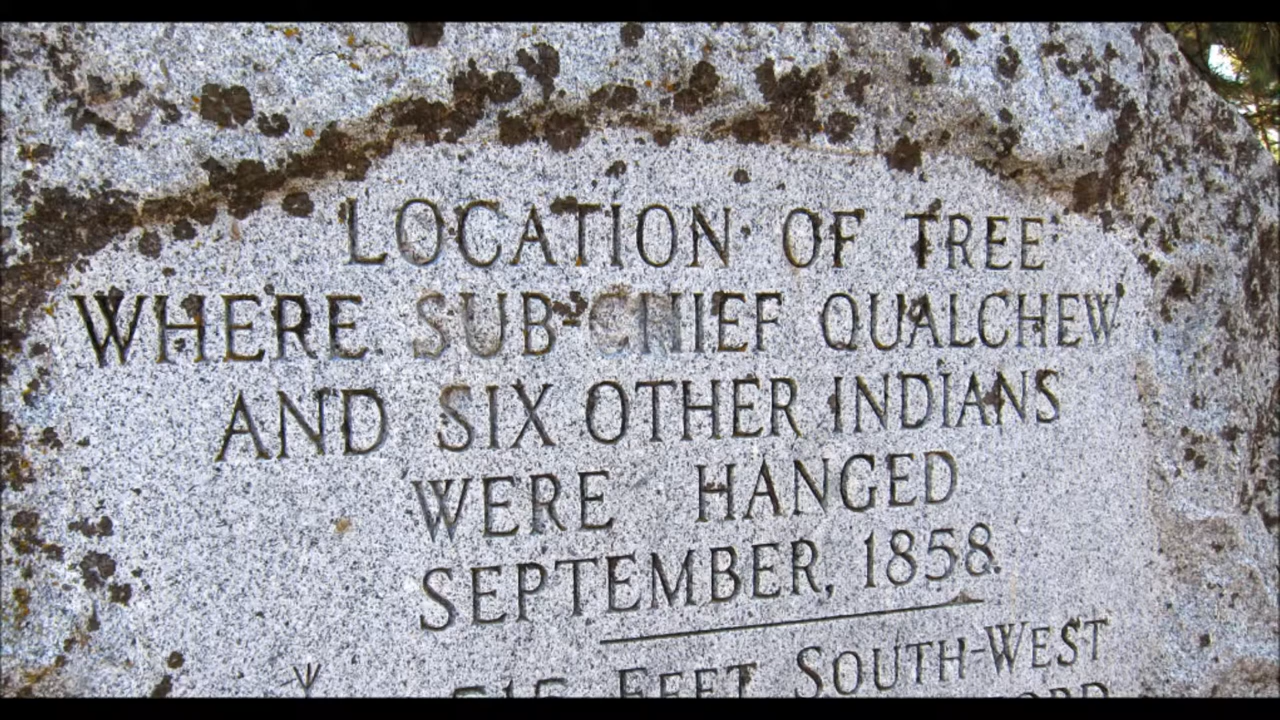 LOCATION OF TREE
WHERE SUB-CHIEF QUALCHEW
AND SIX OTHER INDIANS
WERE HANGED
SEPTEMBER, 1858.
FEET SOUTH-WEST